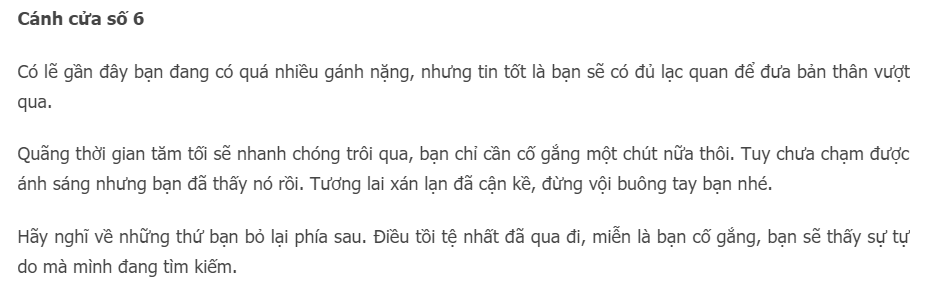 Cánh cửa số 6
Có lẽ gần đây bạn đang có quá nhiều gánh nặng, nhưng tin tốt là bạn sẽ có đủ lạc quan để đưa bản thân vượt
qua.
Quãng thời gian tăm tối sẽ nhanh chóng trôi qua, bạn chỉ cần cố gắng một chút nữa thôi. Tuy chưa chạm được
ánh sáng nhưng bạn đã thấy nó rồi. Tương lai xán lạn đã cận kề, đừng vội buông tay bạn nhé.
Hãy nghĩ về những thứ bạn bỏ lại phía sau. Điều tồi tệ nhất đã qua đi, miễn là bạn cố gắng, bạn sẽ thấy sự tự
do mà mình đang tìm kiếm.